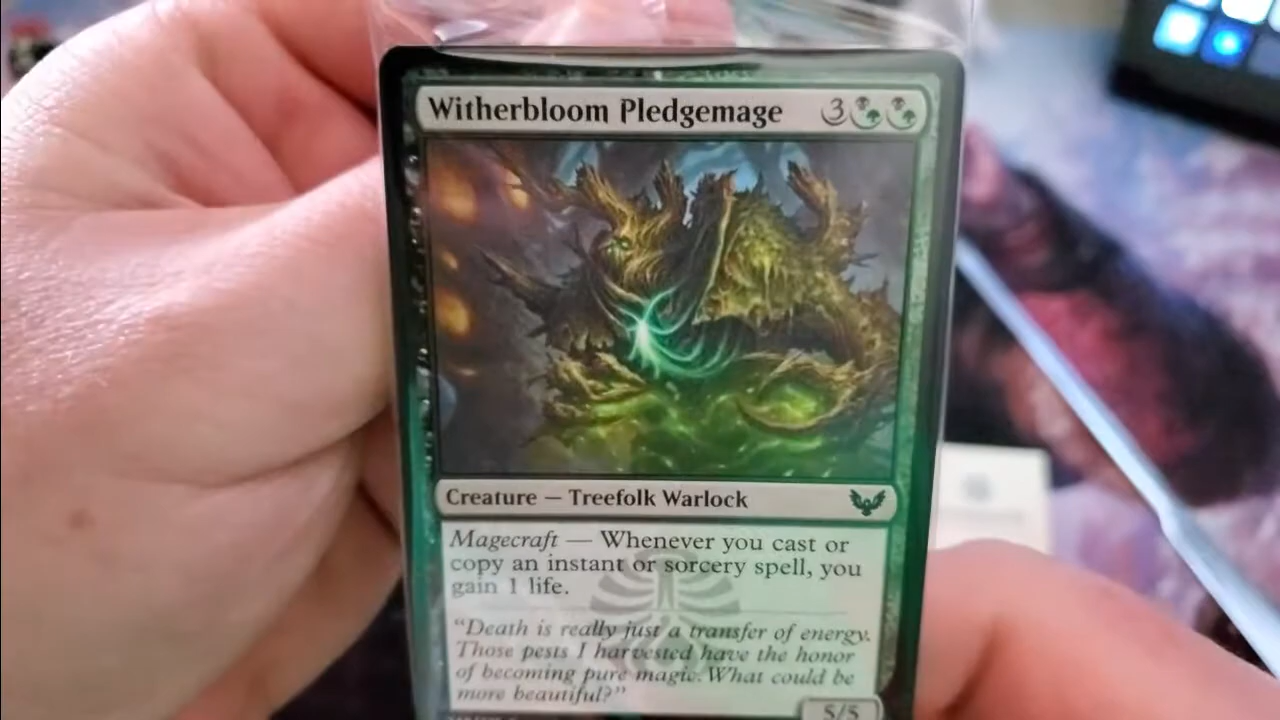 Witherbloom Pledgemage 3
Creature — Treefolk Warlock
Magecraft — Whenever you cast or
copy an instant or sorcery spell, you
gain 1 life.
“Death is really just a transfer of energy.
Those pests I harvested have the honor
of becoming pure magic. What could be
more beautiful?”
5/5